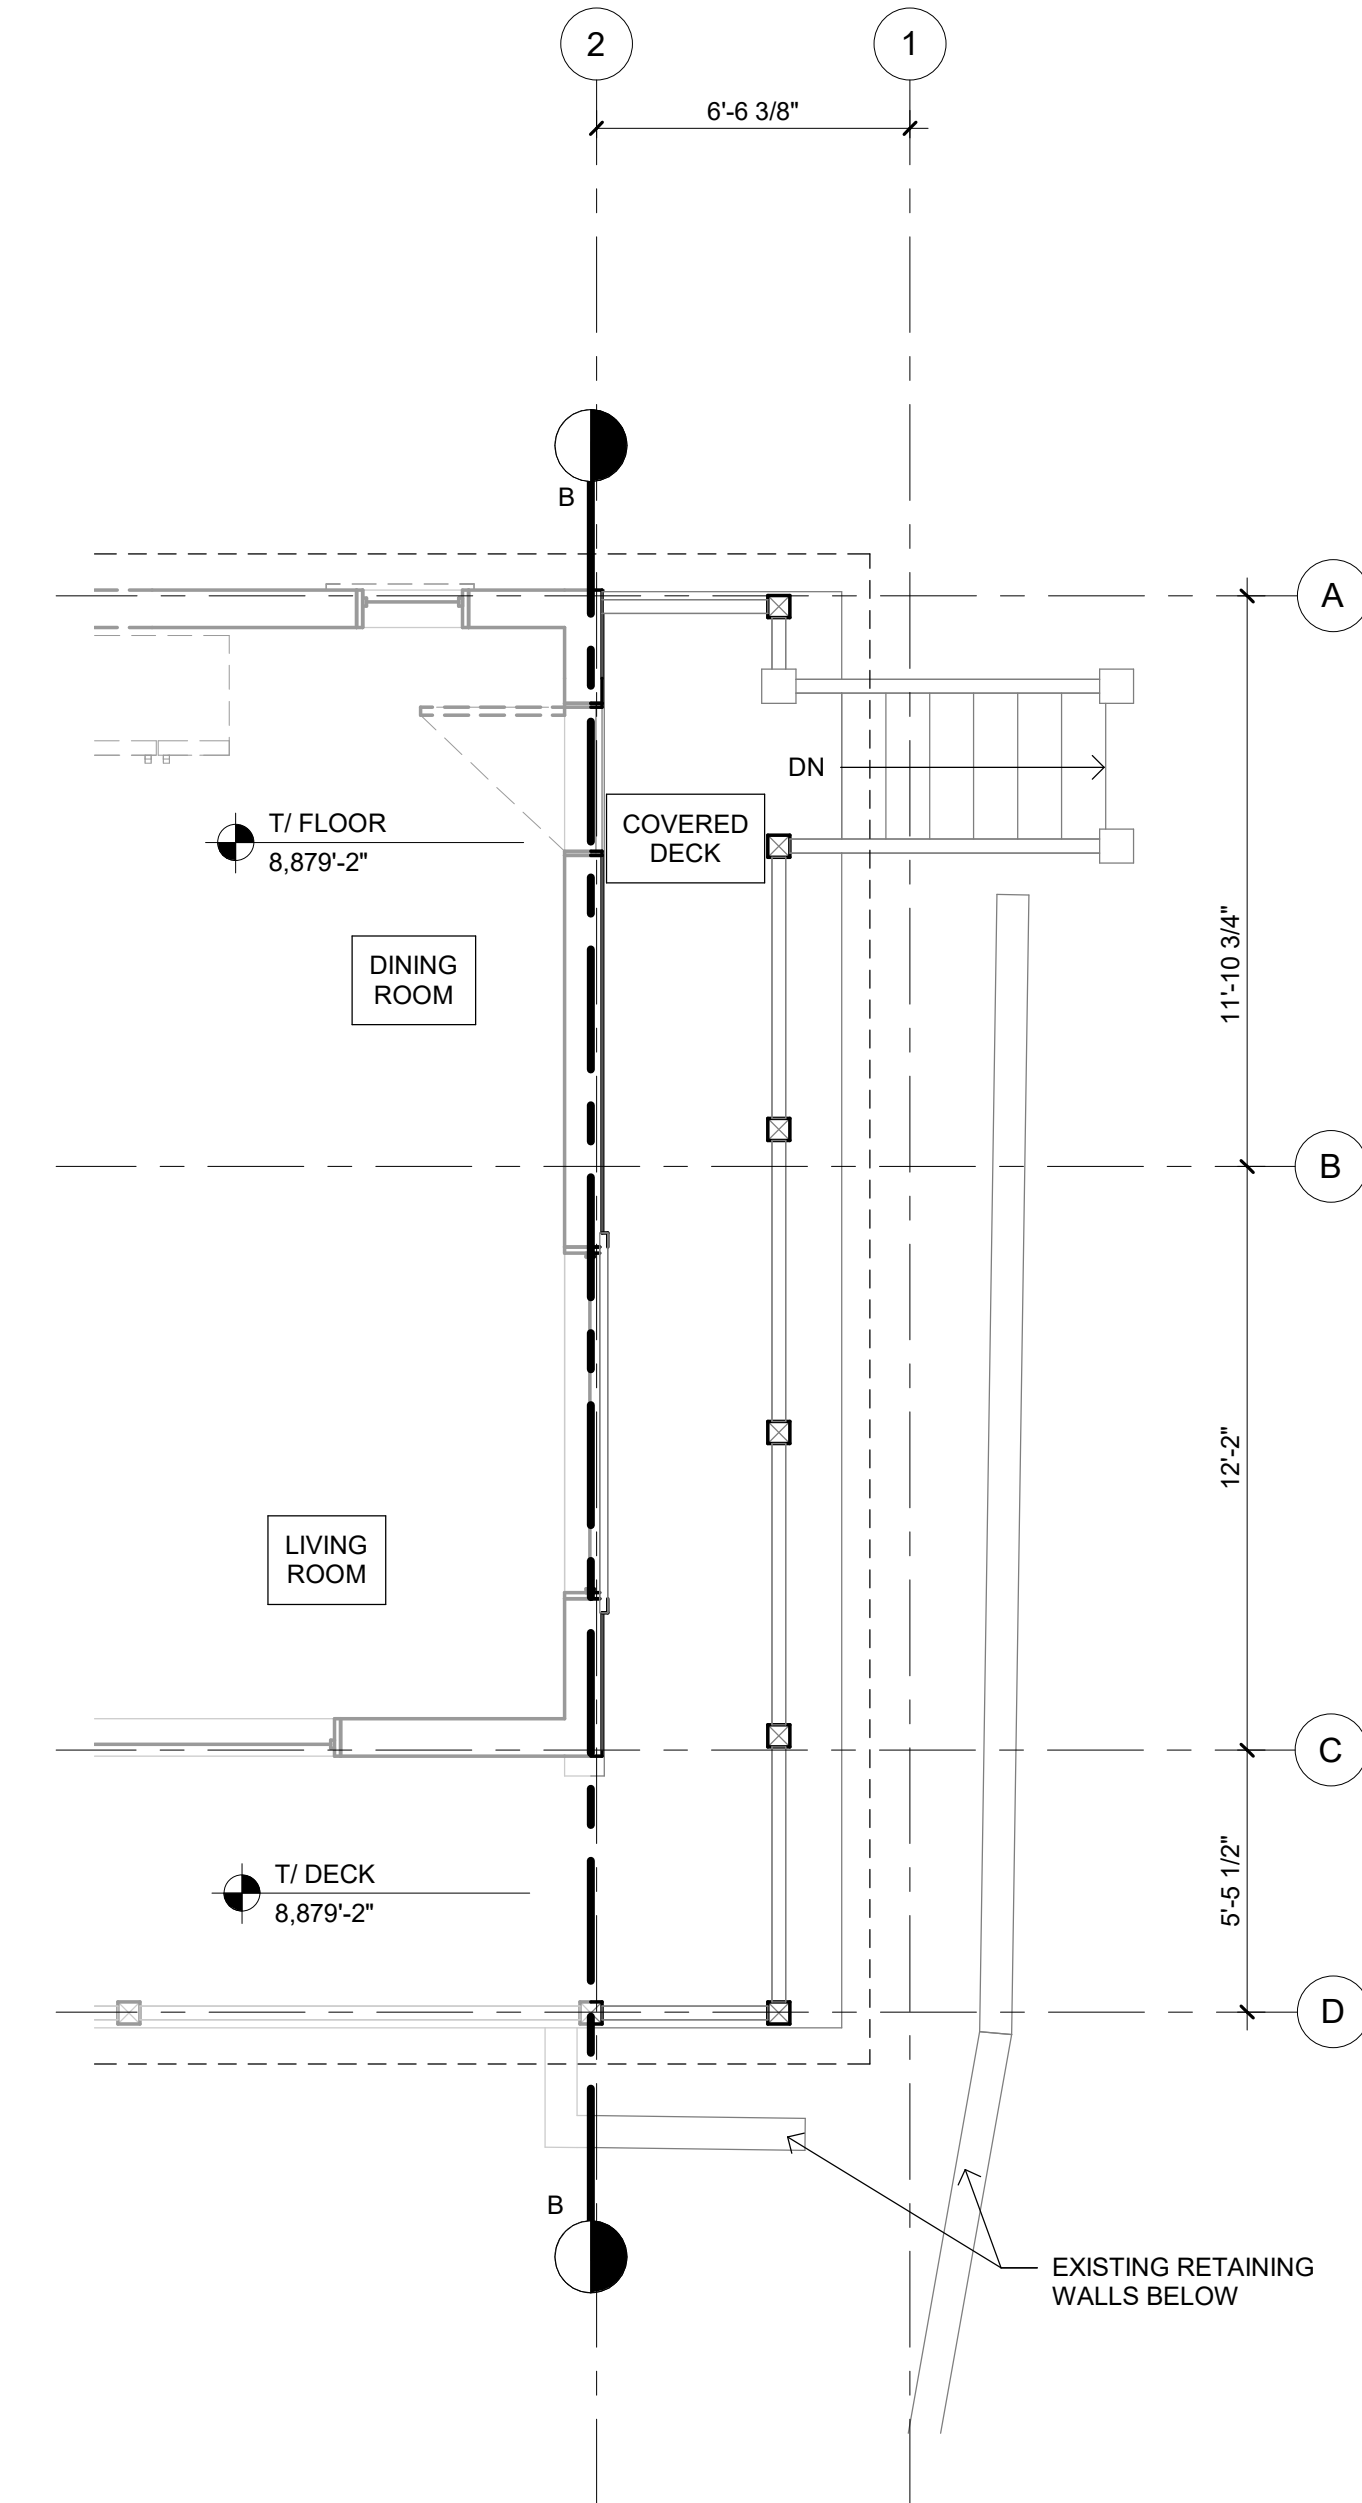 2
1
6'-6 3/8"
B
A
DN
T/ FLOOR
8,879'-2"
COVERED
DECK
DINING
ROOM
11'-10 3/4"
B
12'-2"
LIVING
ROOM
C
T/ DECK
8,879'-2"
5'-5 1/2"
D
B
EXISTING RETAINING
WALLS BELOW